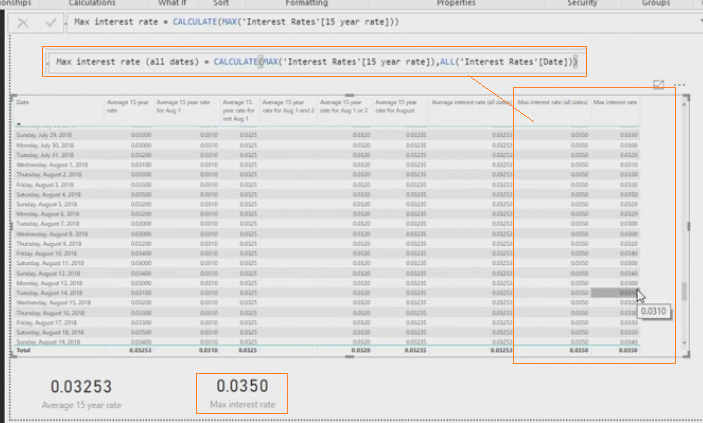 onships Calculations What If Sort Formatting Properties Security Groups
Max interest rate = CALCULATE(MAX('Interest Rates'[15 year rate]))
Max interest rate (all dates) = CALCULATE(MAX('Interest Rates'[15 year rate]),ALL('Interest Rates'[Date]))
Date Average 15 year rate Average 15 year rate for Aug 1 Average 15 year rate for not Aug 1 Average 15 year rate for Aug 1 and 2 Average 15 year rate for Aug 1 or 2 Average 15 year rate for August Average interest rate (all dates) Max interest rate (all dates) Max interest rate
Sunday, July 29, 2018 0.03300 0.0310 0.0325 0.0320 0.03235 0.03253 0.0350 0.0330
Monday, July 30, 2018 0.03000 0.0310 0.0325 0.0320 0.03235 0.03253 0.0350 0.0300
Tuesday, July 31, 2018 0.03200 0.0310 0.0325 0.0320 0.03235 0.03253 0.0350 0.0320
Wednesday, August 1, 2018 0.03100 0.0310 0.0325 0.0320 0.03235 0.03253 0.0350 0.0310
Thursday, August 2, 2018 0.03300 0.0310 0.0325 0.0320 0.03235 0.03253 0.0350 0.0330
Friday, August 3, 2018 0.03300 0.0310 0.0325 0.0320 0.03235 0.03253 0.0350 0.0330
Saturday, August 4, 2018 0.03500 0.0310 0.0325 0.0320 0.03235 0.03253 0.0350 0.0350
Sunday, August 5, 2018 0.03200 0.0310 0.0325 0.0320 0.03235 0.03253 0.0350 0.0320
Monday, August 6, 2018 0.03200 0.0310 0.0325 0.0320 0.03235 0.03253 0.0350 0.0320
Tuesday, August 7, 2018 0.03000 0.0310 0.0325 0.0320 0.03235 0.03253 0.0350 0.0300
Wednesday, August 8, 2018 0.03000 0.0310 0.0325 0.0320 0.03235 0.03253 0.0350 0.0300
Thursday, August 9, 2018 0.03200 0.0310 0.0325 0.0320 0.03235 0.03253 0.0350 0.0320
Friday, August 10, 2018 0.03400 0.0310 0.0325 0.0320 0.03235 0.03253 0.0350 0.0340
Saturday, August 11, 2018 0.03000 0.0310 0.0325 0.0320 0.03235 0.03253 0.0350 0.0300
Sunday, August 12, 2018 0.03400 0.0310 0.0325 0.0320 0.03235 0.03253 0.0350 0.0340
Monday, August 13, 2018 0.03000 0.0310 0.0325 0.0320 0.03235 0.03253 0.0350 0.0300
Tuesday, August 14, 2018 0.03100 0.0310 0.0325 0.0320 0.03235 0.03253 0.0350
Wednesday, August 15, 2018 0.03200 0.0310 0.0325 0.0320 0.03235 0.03253 0.0350 0.0320
0.0310
Thursday, August 16, 2018 0.03300 0.0310 0.0325 0.0320 0.03235 0.03253 0.0350 0.0330
Friday, August 17, 2018 0.03300 0.0310 0.0325 0.0320 0.03235 0.03253 0.0350 0.0330
Saturday, August 18, 2018 0.03500 0.0310 0.0325 0.0320 0.03235 0.03253 0.0350 0.0350
Sunday, August 19, 2018 0.03400 0.0310 0.0325 0.0320 0.03235 0.03253 0.0350 0.0340
Total 0.03253 0.0310 0.0325 0.0320 0.03235 0.03253 0.0350 0.0350
0.03253 0.0350
Average 15 year rate Max interest rate